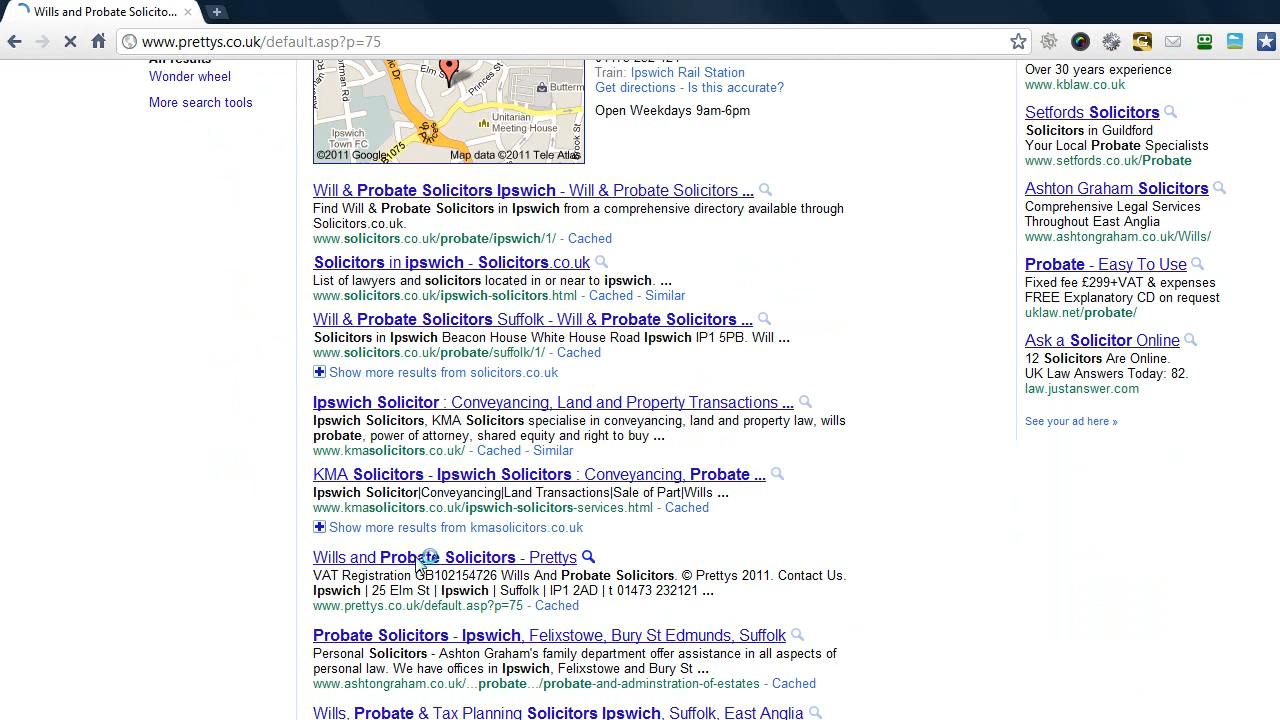 Wills and Probate Solicito...
www.prettys.co.uk/default.asp?p=75
All results
Wonder wheel
More search tools
Elm St
Princes St
Butterm
Unitarian
Meeting House
Ipswich
Town FC
B1075
©2011 Google
Map data ©2011 Tele Atlas
Train: Ipswich Rail Station
Get directions - Is this accurate?
Open Weekdays 9am-6pm
Will & Probate Solicitors Ipswich - Will & Probate Solicitors ...
Find Will & Probate Solicitors in Ipswich from a comprehensive directory available through
Solicitors.co.uk.
www.solicitors.co.uk/probate/ipswich/1/ - Cached
Solicitors in ipswich - Solicitors.co.uk
List of lawyers and solicitors located in or near to ipswich. ...
www.solicitors.co.uk/ipswich-solicitors.html - Cached - Similar
Will & Probate Solicitors Suffolk - Will & Probate Solicitors ...
Solicitors in Ipswich Beacon House White House Road Ipswich IP1 5PB. Will ...
www.solicitors.co.uk/probate/suffolk/1/ - Cached
Show more results from solicitors.co.uk
Ipswich Solicitor : Conveyancing, Land and Property Transactions ...
Ipswich Solicitors, KMA Solicitors specialise in conveyancing, land and property law, wills
probate, power of attorney, shared equity and right to buy ...
www.kmasolicitors.co.uk/ - Cached - Similar
KMA Solicitors - Ipswich Solicitors : Conveyancing, Probate ...
Ipswich Solicitor|Conveyancing|Land Transactions|Sale of Part|Wills ...
www.kmasolicitors.co.uk/ipswich-solicitors-services.html - Cached
Show more results from kmasolicitors.co.uk
Wills and Probate Solicitors - Prettys
VAT Registration GB102154726 Wills And Probate Solicitors. © Prettys 2011. Contact Us.
Ipswich | 25 Elm St | Ipswich | Suffolk | IP1 2AD | t 01473 232121 ...
www.prettys.co.uk/default.asp?p=75 - Cached
Probate Solicitors - Ipswich, Felixstowe, Bury St Edmunds, Suffolk
Personal Solicitors - Ashton Graham's family department offer assistance in all aspects of
personal law. We have offices in Ipswich, Felixstowe and Bury St ...
www.ashtongraham.co.uk/...probate.../probate-and-adminstration-of-estates - Cached
Wills, Probate & Tax Planning Solicitors Ipswich, Suffolk, East Anglia
Over 30 years experience
www.kblaw.co.uk
Setfords Solicitors
Solicitors in Guildford
Your Local Probate Specialists
www.setfords.co.uk/Probate
Ashton Graham Solicitors
Comprehensive Legal Services
Throughout East Anglia
www.ashtongraham.co.uk/Wills/
Probate - Easy To Use
Fixed fee £299+VAT & expenses
FREE Explanatory CD on request
uklaw.net/probate/
Ask a Solicitor Online
12 Solicitors Are Online.
UK Law Answers Today: 82.
law.justanswer.com
See your ad here »